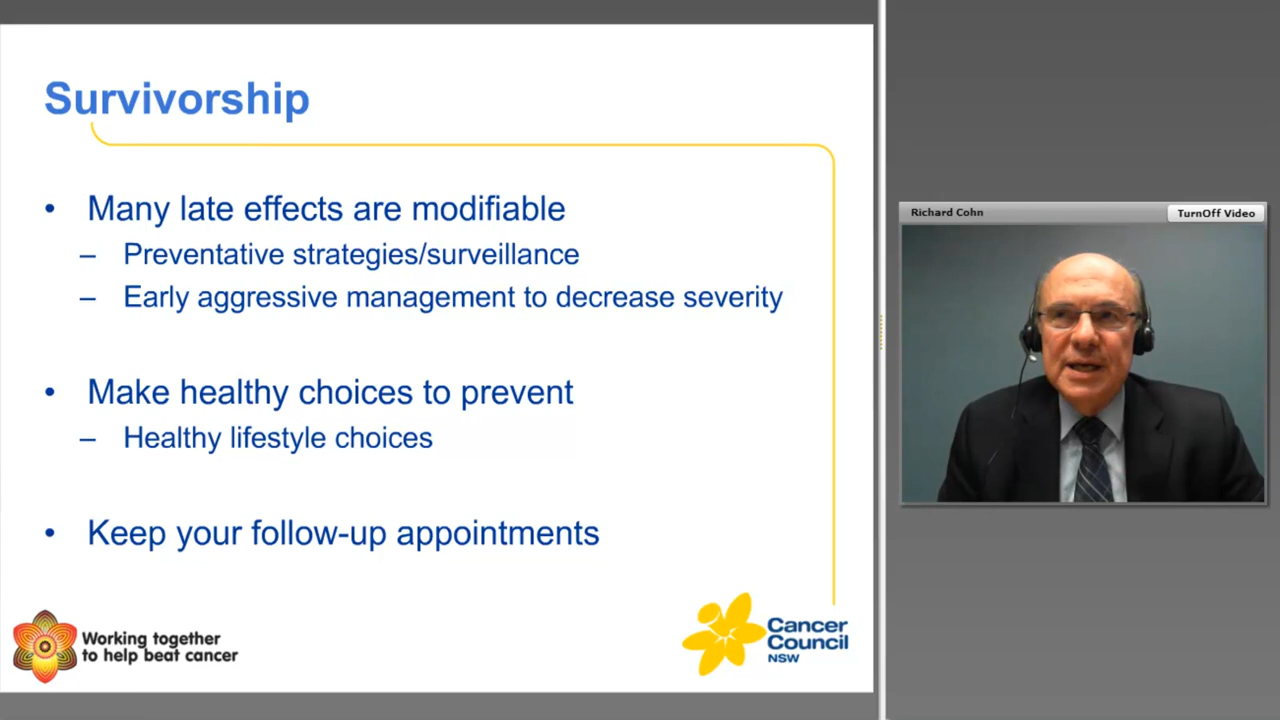 Survivorship
• Many late effects are modifiable
– Preventative strategies/surveillance
– Early aggressive management to decrease severity
• Make healthy choices to prevent
– Healthy lifestyle choices
• Keep your follow-up appointments
Working together
to help beat cancer
Cancer
Council
NSW
Richard Cohn
TurnOff Video